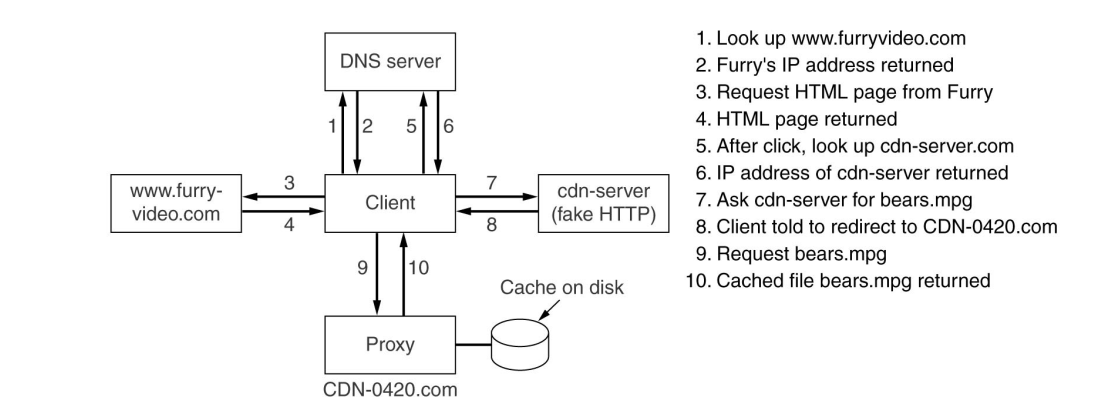 DNS server
1
2
5
6
www.furry-
video.com
3
4
Client
7
8
cdn-server
(fake HTTP)
9
10
Cache on disk
Proxy
CDN-0420.com
1. Look up www.furryvideo.com
2. Furry's IP address returned
3. Request HTML page from Furry
4. HTML page returned
5. After click, look up cdn-server.com
6. IP address of cdn-server returned
7. Ask cdn-server for bears.mpg
8. Client told to redirect to CDN-0420.com
9. Request bears.mpg
10. Cached file bears.mpg returned